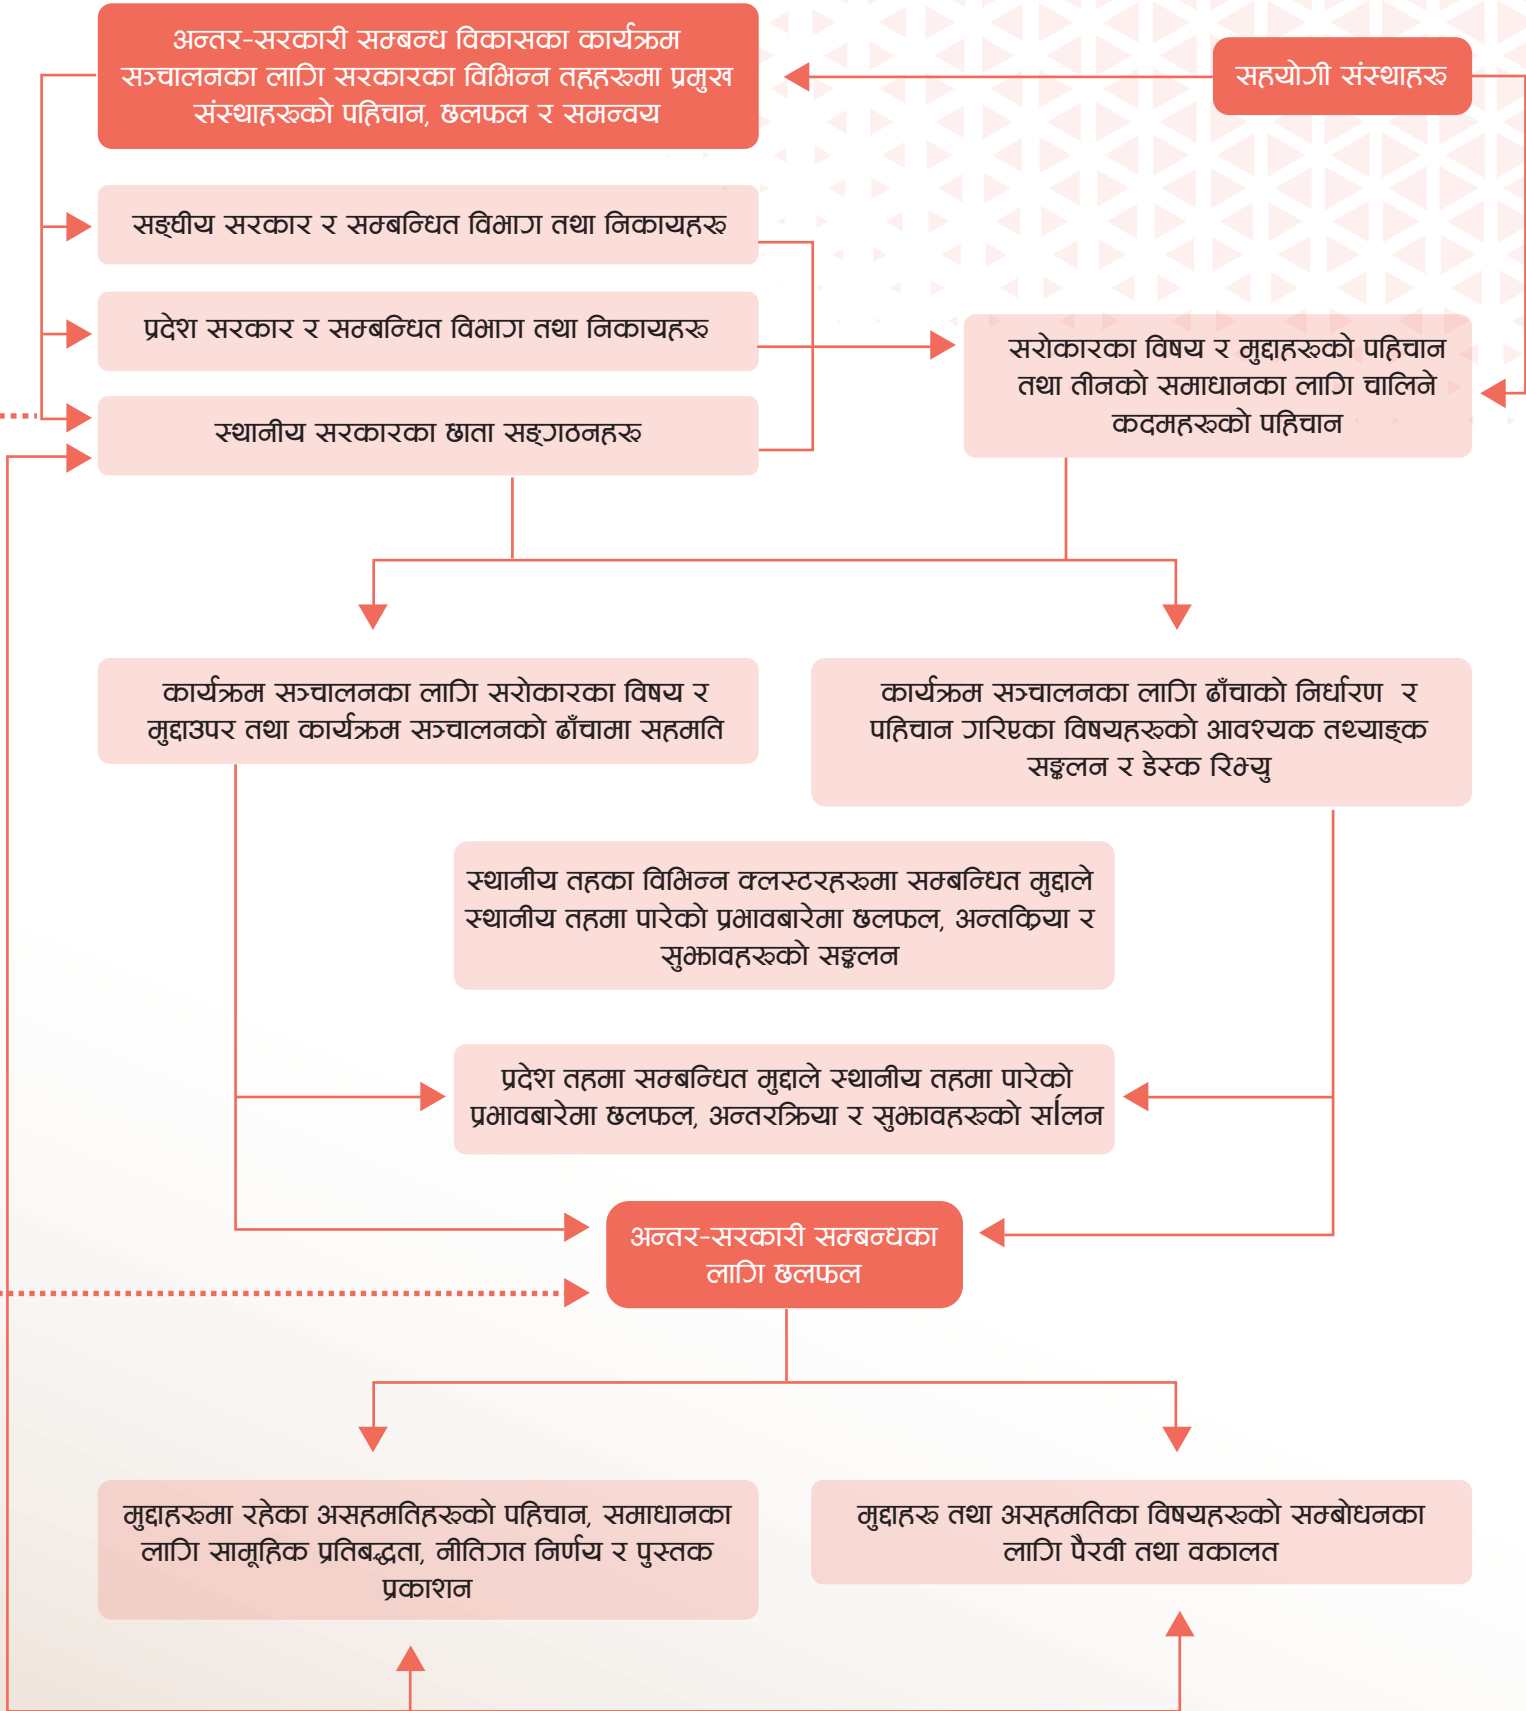 अन्तर-सरकारी सम्बन्ध विकासका कार्यक्रम
सञ्चालनका लागि सरकारका विभिन्न तहहरुमा प्रमुख
संस्थाहरुको पहिचान, छलफल र समन्वय
सहयोगी संस्थाहरु
सङ्घीय सरकार र सम्बन्धित विभाग तथा निकायहरु
प्रदेश सरकार र सम्बन्धित विभाग तथा निकायहरु
स्थानीय सरकारका छाता सङ्गठनहरु
सरोकारका विषय र मुद्दाहरुको पहिचान
तथा तीनको समाधानका लागि चालिने
कदमहरुको पहिचान
कार्यक्रम सञ्चालनका लागि सरोकारका विषय र
मुद्दाउपर तथा कार्यक्रम सञ्चालनको ढाँचामा सहमति
कार्यक्रम सञ्चालनका लागि ढाँचाको निर्धारण र
पहिचान गरिएका विषयहरुको आवश्यक तथ्याङ्क
सङ्कलन र डेस्क रिभ्यु
स्थानीय तहका विभिन्न क्लस्टरहरुमा सम्बन्धित मुद्दाले
स्थानीय तहमा पारेको प्रभावबारेमा छलफल, अन्तक्रिया र
सुझावहरुको सङ्कलन
प्रदेश तहमा सम्बन्धित मुद्दाले स्थानीय तहमा पारेको
प्रभावबारेमा छलफल, अन्तरक्रिया र सुझावहरुको सÍलन
अन्तर-सरकारी सम्बन्धका
लागि छलफल
मुद्दाहरुमा रहेका असहमतिहरुको पहिचान, समाधानका
लागि सामूहिक प्रतिबद्धता, नीतिगत निर्णय र पुस्तक
प्रकाशन
मुद्दाहरु तथा असहमतिका विषयहरुको सम्बोधनका
लागि पैरवी तथा वकालत